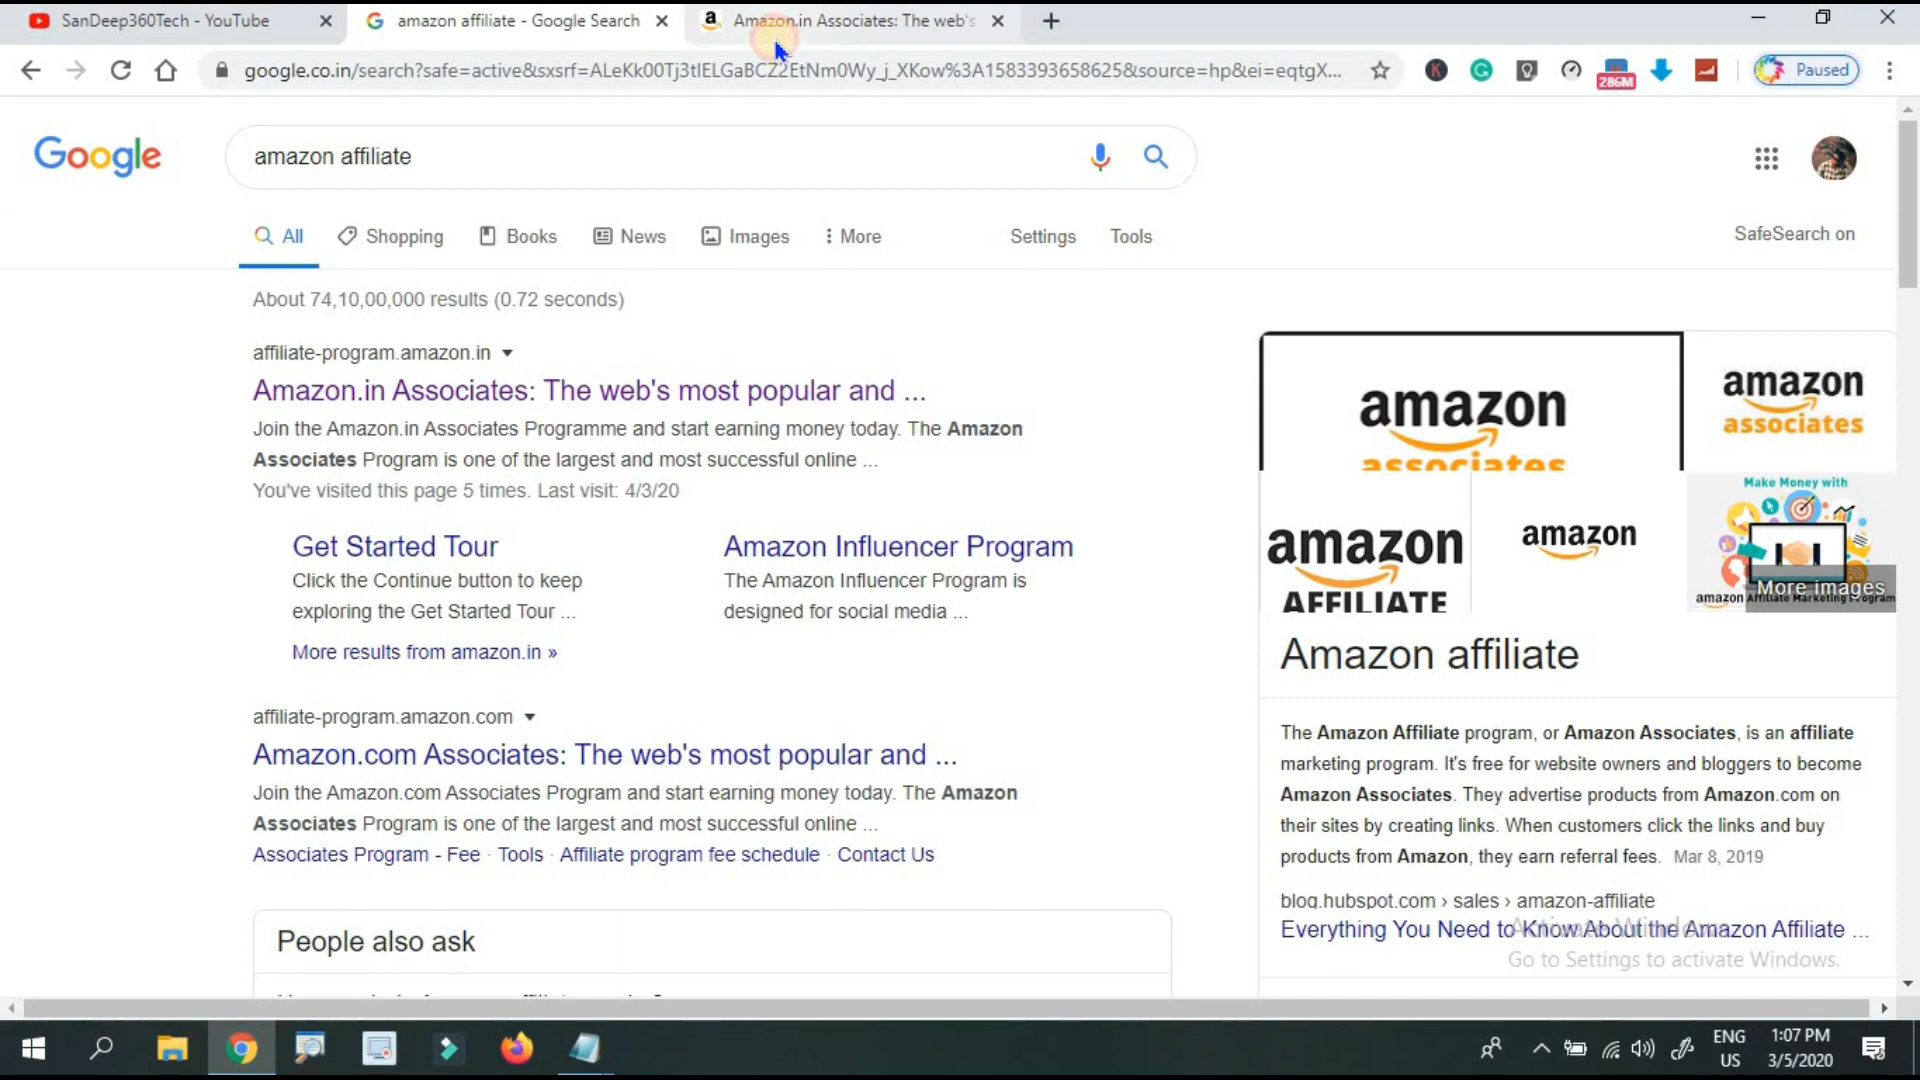 SanDeep360Tech - YouTube
amazon affiliate - Google Search
a Amazon.in Associates: The web's
google.co.in/search?safe=active&sxsrf=ALeKk00Tj3tIELGaBCZ2EtNm0Wy_j_XKow%3A1583393658625&source=hp&ei=eqtgX...
K
G
286M
Paused
Google
amazon affiliate
All
Shopping
Books
News
Images
More
Settings
Tools
SafeSearch on
About 74,10,00,000 results (0.72 seconds)
affiliate-program.amazon.in
Amazon.in Associates: The web's most popular and ...
Join the Amazon.in Associates Programme and start earning money today. The Amazon
Associates Program is one of the largest and most successful online ...
You've visited this page 5 times. Last visit: 4/3/20
Get Started Tour
Click the Continue button to keep
exploring the Get Started Tour ...
Amazon Influencer Program
The Amazon Influencer Program is
designed for social media ...
More results from amazon.in »
affiliate-program.amazon.com
Amazon.com Associates: The web's most popular and ...
Join the Amazon.com Associates Program and start earning money today. The Amazon
Associates Program is one of the largest and most successful online ...
Associates Program - Fee · Tools · Affiliate program fee schedule · Contact Us
People also ask
amazon
associates
amazon
associates
amazon
AFFILIATE
amazon
Make Money with
More images
amazon Affiliate Marketing Program
Amazon affiliate
The Amazon Affiliate program, or Amazon Associates, is an affiliate
marketing program. It's free for website owners and bloggers to become
Amazon Associates. They advertise products from Amazon.com on
their sites by creating links. When customers click the links and buy
products from Amazon, they earn referral fees. Mar 8, 2019
blog.hubspot.com › sales › amazon-affiliate
Everything You Need to Know About the Amazon Affiliate ...
Activate Windows
Go to Settings to activate Windows.
ENG
US
1:07 PM
3/5/2020